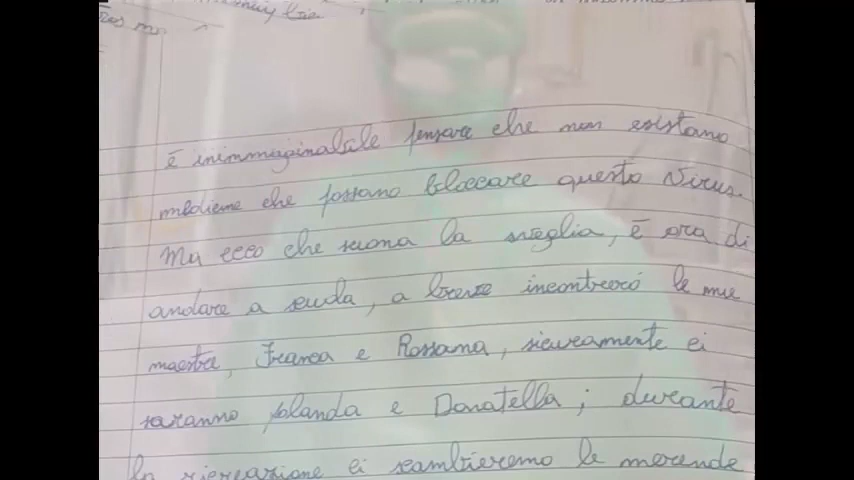 è inimmaginabile pensare che non esistano
medicine che possano bloccare questo Virus.
Ma ecco che suona la sveglia, è ora di
andare a scuola, a breve incontrerò le mie
maestre, Franca e Rossana, sicuramente ci
saranno Jolanda e Donatella; durante
la ricreazione ci scambieremo le merende